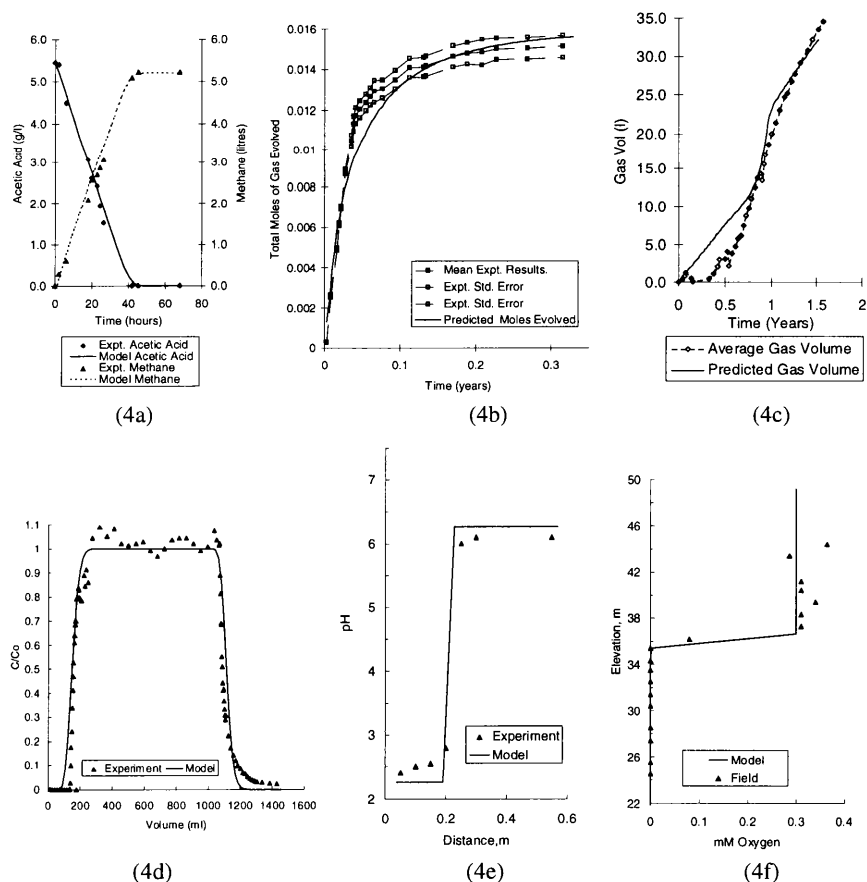 6.0
5.0
4.0
3.0
2.0
1.0
0.0
Acetic Acid (g/l)
6.0
5.0
4.0
3.0
2.0
1.0
0.0
Methane (litres)
0 20 40 60 80
Time (hours)
Expt. Acetic Acid
Model Acetic Acid
Expt. Methane
Model Methane
(4a)
0.016
0.014
0.012
0.01
0.008
0.006
0.004
0.002
0
Total Moles of Gas Evolved
0 0.1 0.2 0.3
Time (years)
Mean Expt. Results.
Expt. Std. Error
Expt. Std. Error
Predicted Moles Evolved
(4b)
35.0
30.0
25.0
20.0
15.0
10.0
5.0
0.0
Gas Vol (l)
0 0.5 1 1.5 2
Time (Years)
Average Gas Volume
Predicted Gas Volume
(4c)
1.1
1
0.9
0.8
0.7
0.6
0.5
0.4
0.3
0.2
0.1
0
C/Co
0 200 400 600 800 1000 1200 1400 1600
Volume (ml)
Experiment Model
(4d)
7
6
5
4
3
2
pH
0 0.2 0.4 0.6
Distance,m
Experiment
Model
(4e)
50
46
42
38
34
30
26
22
Elevation, m
0 0.1 0.2 0.3 0.4
mM Oxygen
Model
Field
(4f)